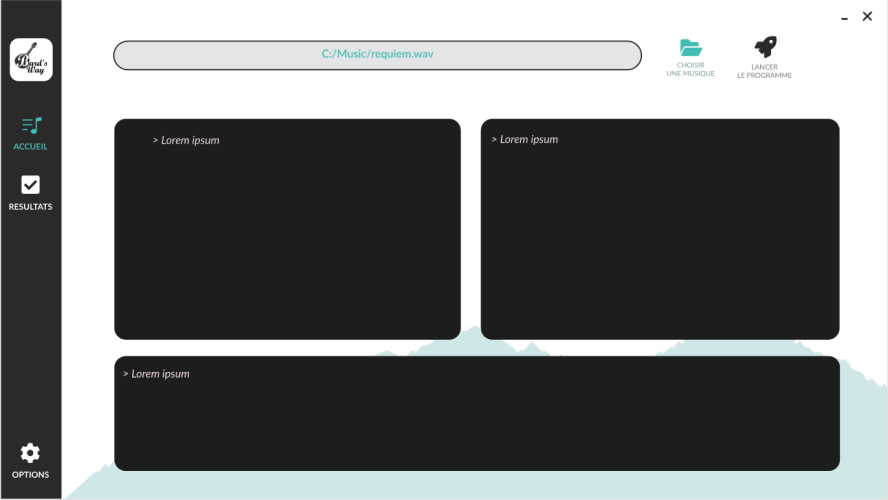 Bard's
Way
C:/Music/requiem.wav
CHOISIR
UNE MUSIQUE
LANCER
LE PROGRAMME
ACCUEIL
RESULTATS
OPTIONS
> Lorem ipsum
> Lorem ipsum
> Lorem ipsum